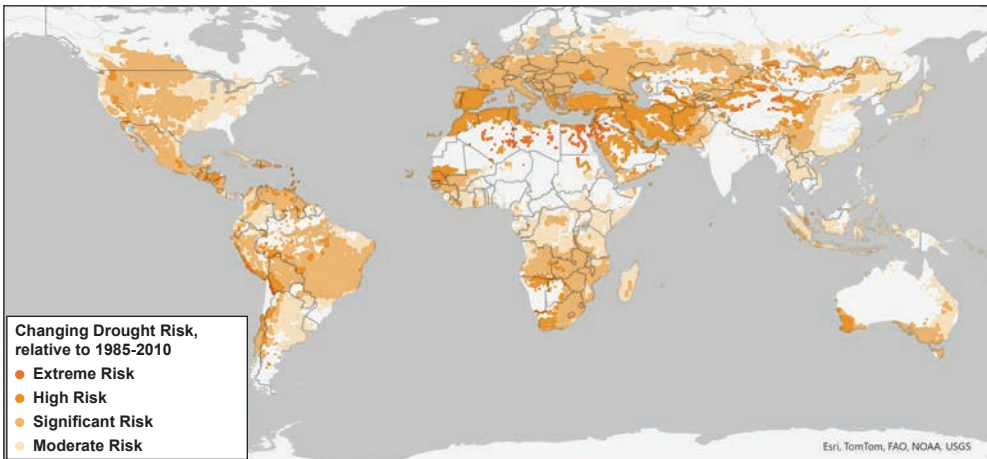 Changing Drought Risk,
relative to 1985-2010
Extreme Risk
High Risk
Significant Risk
Moderate Risk
Esri, TomTom, FAO, NOAA, USGS